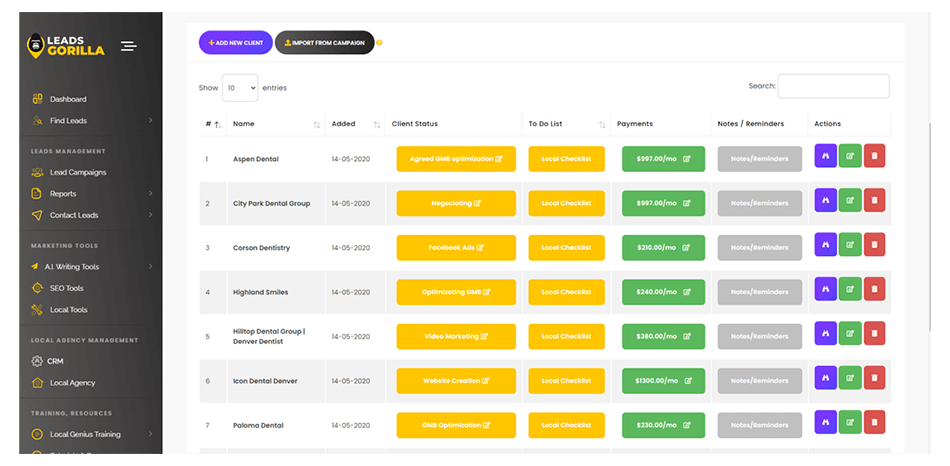 LEADS
GORILLA
Dashboard
Find Leads
LEADS MANAGEMENT
Lead Campaigns
Reports
Contact Leads
MARKETING TOOLS
A.I. Writing Tools
SEO Tools
Local Tools
LOCAL AGENCY MANAGEMENT
CRM
Local Agency
TRAINING, RESOURCES
Local Genius Training
+ADD NEW CLIENT IMPORT FROM CAMPAIGN
Show 10 entries Search:
# Name Added Client Status To Do List Payments Notes / Reminders Actions
1 Aspen Dental 14-05-2020 Agreed GMB optimization Local Checklist $997.00/mo Notes/Reminders
2 City Park Dental Group 14-05-2020 Negociating Local Checklist $997.00/mo Notes/Reminders
3 Corson Dentistry 14-05-2020 Facebook Ads Local Checklist $210.00/mo Notes/Reminders
4 Highland Smiles 14-05-2020 Optimizating GMB Local Checklist $240.00/mo Notes/Reminders
5 Hilltop Dental Group |
Denver Dentist 14-05-2020 Video Marketing Local Checklist $380.00/mo Notes/Reminders
6 Icon Dental Denver 14-05-2020 Website Creation Local Checklist $1300.00/mo Notes/Reminders
7 Paloma Dental 14-05-2020 GMB Optimization Local Checklist $230.00/mo Notes/Reminders